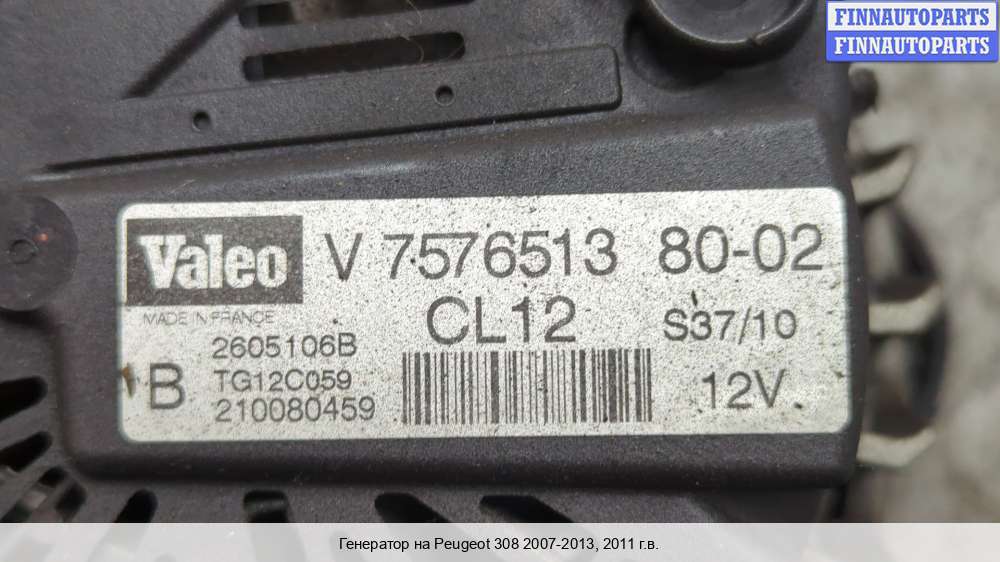 FINNAUTOPARTS
FINNAUTOPARTS
Valeo V 7576513 80-02
MADE IN FRANCE CL12 S37/10
2605106B
B TG12C059 12V
210080459
Генератор на Peugeot 308 2007-2013, 2011 г.в.